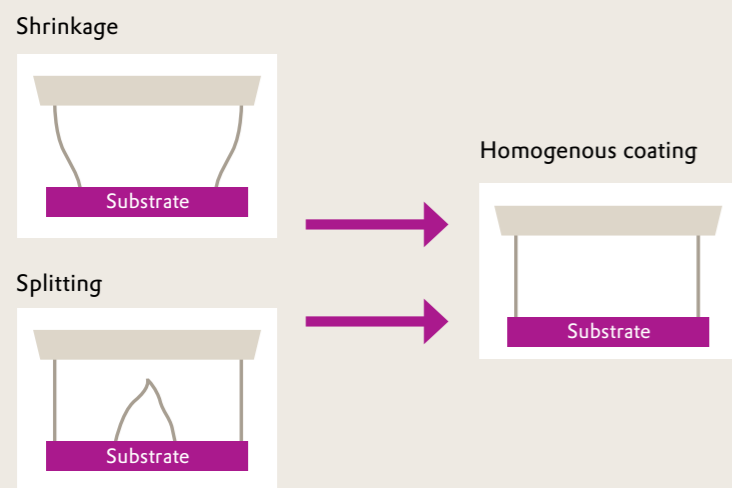 Shrinkage
Substrate
Splitting
Substrate
Homogenous coating
Substrate